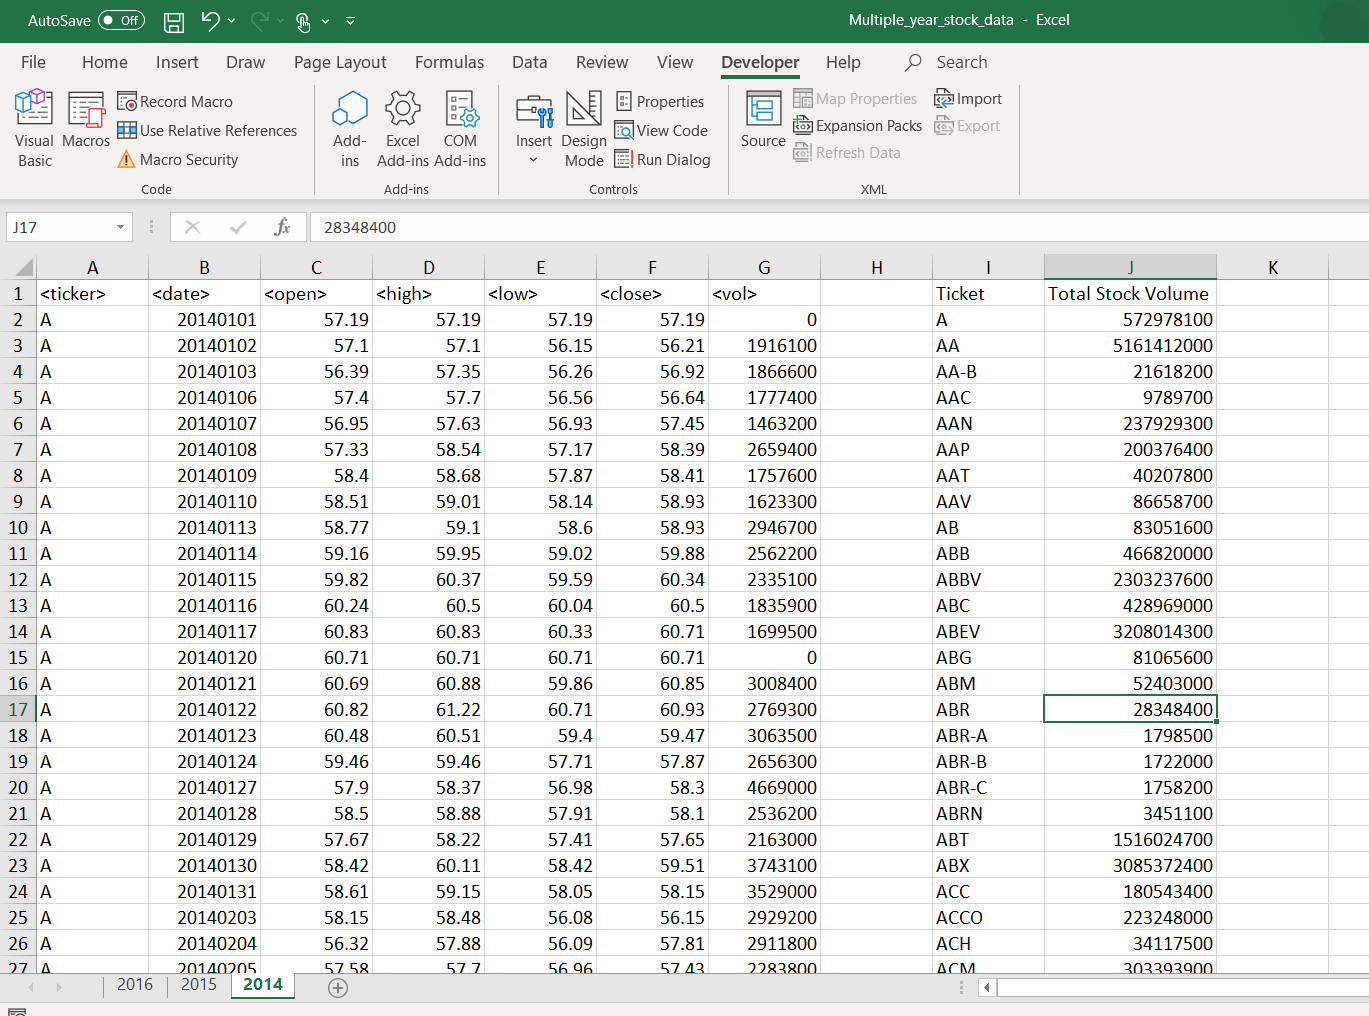 AutoSave Off Multiple_year_stock_data - Excel
File Home Insert Draw Page Layout Formulas Data Review View Developer Help Search
Visual Basic
Macros
Record Macro
Use Relative References
Macro Security
Code
Add-ins
Excel Add-ins
COM Add-ins
Add-ins
Insert
Design Mode
Properties
View Code
Run Dialog
Controls
Source
Map Properties
Expansion Packs
Refresh Data
Import
Export
XML
J17 fx 28348400
A B C D E F G H I J K
1 <ticker> <date> <open> <high> <low> <close> <vol> Ticket Total Stock Volume
2 A 20140101 57.19 57.19 57.19 57.19 0 A 572978100
3 A 20140102 57.1 57.1 56.15 56.21 1916100 AA 5161412000
4 A 20140103 56.39 57.35 56.26 56.92 1866600 AA-B 21618200
5 A 20140106 57.4 57.7 56.56 56.64 1777400 AAC 9789700
6 A 20140107 56.95 57.63 56.93 57.45 1463200 AAN 237929300
7 A 20140108 57.33 58.54 57.17 58.39 2659400 AAP 200376400
8 A 20140109 58.4 58.68 57.87 58.41 1757600 AAT 40207800
9 A 20140110 58.51 59.01 58.14 58.93 1623300 AAV 86658700
10 A 20140113 58.77 59.1 58.6 58.93 2946700 AB 83051600
11 A 20140114 59.16 59.95 59.02 59.88 2562200 ABB 466820000
12 A 20140115 59.82 60.37 59.59 60.34 2335100 ABBV 2303237600
13 A 20140116 60.24 60.5 60.04 60.5 1835900 ABC 428969000
14 A 20140117 60.83 60.83 60.33 60.71 1699500 ABEV 3208014300
15 A 20140120 60.71 60.71 60.71 60.71 0 ABG 81065600
16 A 20140121 60.69 60.88 59.86 60.85 3008400 ABM 52403000
17 A 20140122 60.82 61.22 60.71 60.93 2769300 ABR 28348400
18 A 20140123 60.48 60.51 59.4 59.47 3063500 ABR-A 1798500
19 A 20140124 59.46 59.46 57.71 57.87 2656300 ABR-B 1722000
20 A 20140127 57.9 58.37 56.98 58.3 4669000 ABR-C 1758200
21 A 20140128 58.5 58.88 57.91 58.1 2536200 ABRN 3451100
22 A 20140129 57.67 58.22 57.41 57.65 2163000 ABT 1516024700
23 A 20140130 58.42 60.11 58.42 59.51 3743100 ABX 3085372400
24 A 20140131 58.61 59.15 58.05 58.15 3529000 ACC 180543400
25 A 20140203 58.15 58.48 56.08 56.15 2929200 ACCO 223248000
26 A 20140204 56.32 57.88 56.09 57.81 2911800 ACH 34117500
27 A 20140205 57.58 57.7 56.96 57.43 2283800 ACM 303393900
2016 2015 2014